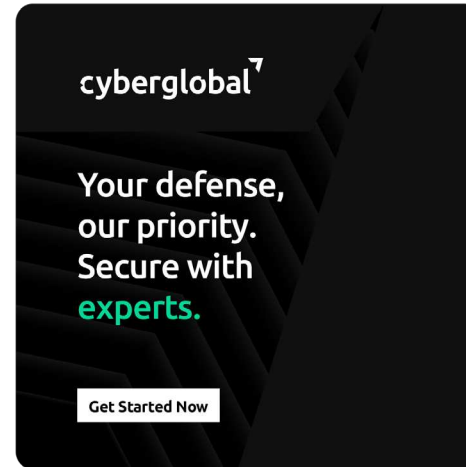 cyberglobal
Your defense,
our priority.
Secure with
experts.
Get Started Now